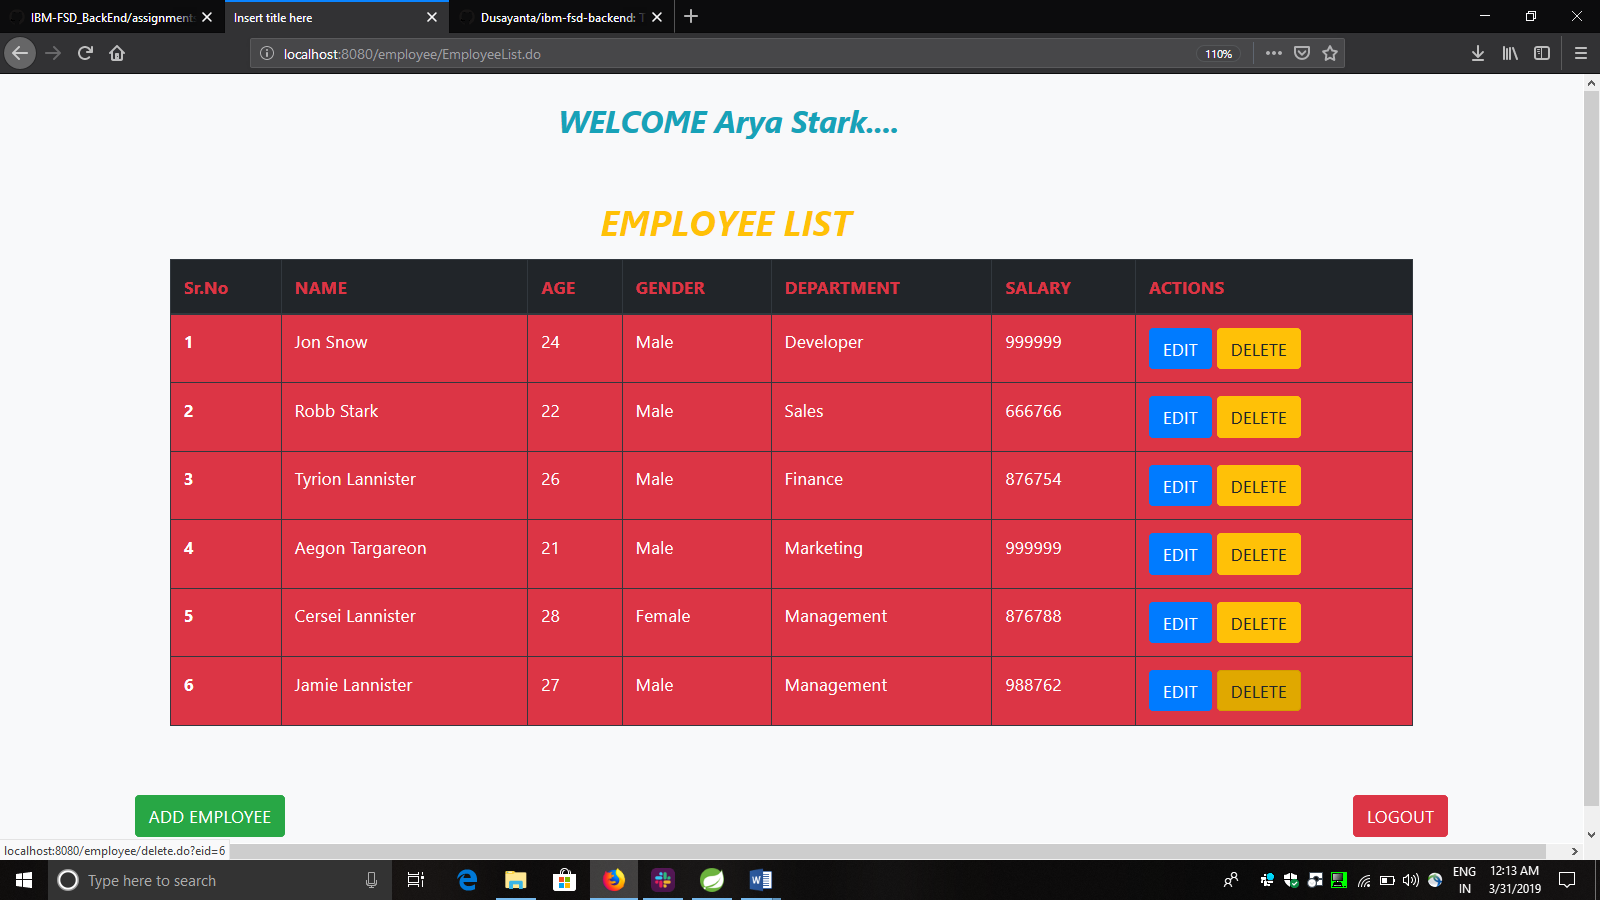 IBM-FSD_BackEnd/assignment
Insert title here
Dusayanta/ibm-fsd-backend:
localhost:8080/employee/EmployeeList.do
110%
WELCOME Arya Stark....
EMPLOYEE LIST
Sr.No NAME AGE GENDER DEPARTMENT SALARY ACTIONS
1 Jon Snow 24 Male Developer 999999 EDIT DELETE
2 Robb Stark 22 Male Sales 666766 EDIT DELETE
3 Tyrion Lannister 26 Male Finance 876754 EDIT DELETE
4 Aegon Targareon 21 Male Marketing 999999 EDIT DELETE
5 Cersei Lannister 28 Female Management 876788 EDIT DELETE
6 Jamie Lannister 27 Male Management 988762 EDIT DELETE
ADD EMPLOYEE LOGOUT
localhost:8080/employee/delete.do?eid=6
Type here to search
ENG
IN
12:13 AM
3/31/2019